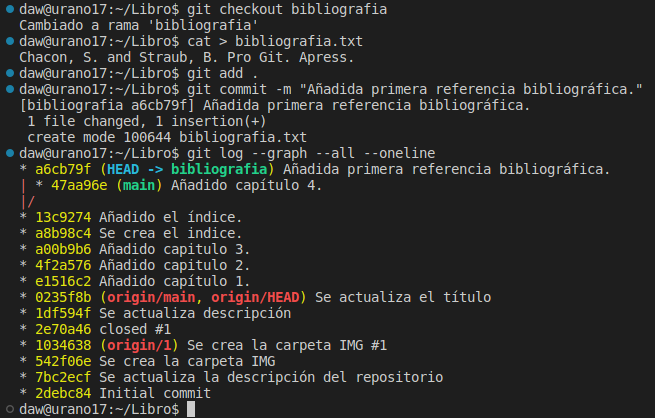 daw@urano17:~/Libro$ git checkout bibliografia
Cambiado a rama 'bibliografia'
daw@urano17:~/Libro$ cat > bibliografia.txt
Chacon, S. and Straub, B. Pro Git. Apress.
daw@urano17:~/Libro$ git add .
daw@urano17:~/Libro$ git commit -m "Añadida primera referencia bibliográfica."
[bibliografia a6cb79f] Añadida primera referencia bibliográfica.
 1 file changed, 1 insertion(+)
 create mode 100644 bibliografia.txt
daw@urano17:~/Libro$ git log --graph --all --oneline
* a6cb79f (HEAD -> bibliografia) Añadida primera referencia bibliográfica.
| * 47aa96e (main) Añadido capítulo 4.
|/
* 13c9274 Añadido el índice.
* a8b98c4 Se crea el indice.
* a00b9b6 Añadido capitulo 3.
* 4f2a576 Añadido capitulo 2.
* e1516c2 Añadido capítulo 1.
* 0235f8b (origin/main, origin/HEAD) Se actualiza el título
* 1df594f Se actualiza descripción
* 2e70a46 closed #1
* 1034638 (origin/1) Se crea la carpeta IMG #1
* 542f06e Se crea la carpeta IMG
* 7bc2ecf Se actualiza la descripción del repositorio
* 2debc84 Initial commit
daw@urano17:~/Libro$